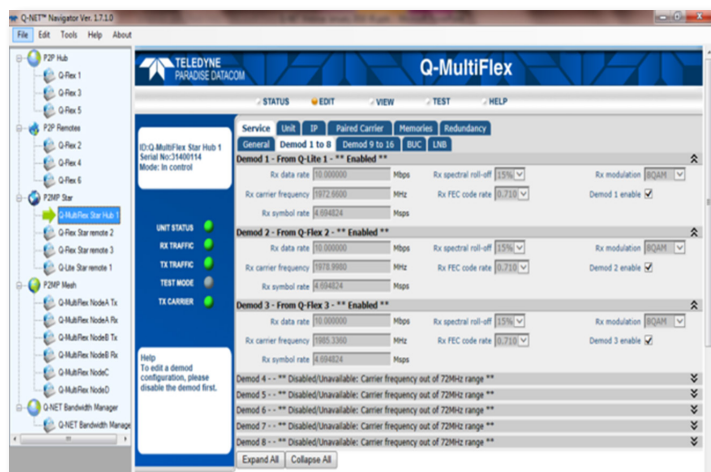 Q-NET™ Navigator Ver. 1.7.1.0
File Edit Tools Help About
P2P Hub
Q-Flex 1
Q-Flex 3
Q-Flex 5
P2P Remotes
Q-Flex 2
Q-Flex 4
Q-Flex 6
P2MP Star
Q-MultiFlex Star Hub 1
Q-Flex Star remote 2
Q-Flex Star remote 3
Q-Lite Star remote 1
P2MP Mesh
Q-MultiFlex NodeA Tx
Q-MultiFlex NodeA Rx
Q-MultiFlex NodeB Tx
Q-MultiFlex NodeB Rx
Q-MultiFlex NodeC
Q-MultiFlex NodeD
Q-NET Bandwidth Manager
Q-NET Bandwidth Manage
TELEDYNE
PARADISE DATACOM
Q-MultiFlex
STATUS EDIT VIEW TEST HELP
ID:Q-MultiFlex Star Hub 1
Serial No:31400114
Mode: In control
UNIT STATUS
RX TRAFFIC
TX TRAFFIC
TEST MODE
TX CARRIER
Help
To edit a demod
configuration, please
disable the demod first.
Service Unit IP Paired Carrier Memories Redundancy
General Demod 1 to 8 Demod 9 to 16 BUC LNB
Demod 1 - From Q-Lite 1 - ** Enabled **
Rx data rate 10.000000 Mbps Rx spectral roll-off 15% Rx modulation 8QAM
Rx carrier frequency 1972.6600 MHz Rx FEC code rate 0.710 Demod 1 enable
Rx symbol rate 4.694824 Msps
Demod 2 - From Q-Flex 2 - ** Enabled **
Rx data rate 10.000000 Mbps Rx spectral roll-off 15% Rx modulation 8QAM
Rx carrier frequency 1978.9980 MHz Rx FEC code rate 0.710 Demod 2 enable
Rx symbol rate 4.694824 Msps
Demod 3 - From Q-Flex 3 - ** Enabled **
Rx data rate 10.000000 Mbps Rx spectral roll-off 15% Rx modulation 8QAM
Rx carrier frequency 1985.3360 MHz Rx FEC code rate 0.710 Demod 3 enable
Rx symbol rate 4.694824 Msps
Demod 4 - - ** Disabled/Unavailable: Carrier frequency out of 72MHz range **
Demod 5 - - ** Disabled/Unavailable: Carrier frequency out of 72MHz range **
Demod 6 - - ** Disabled/Unavailable: Carrier frequency out of 72MHz range **
Demod 7 - - ** Disabled/Unavailable: Carrier frequency out of 72MHz range **
Demod 8 - - ** Disabled/Unavailable: Carrier frequency out of 72MHz range **
Expand All Collapse All